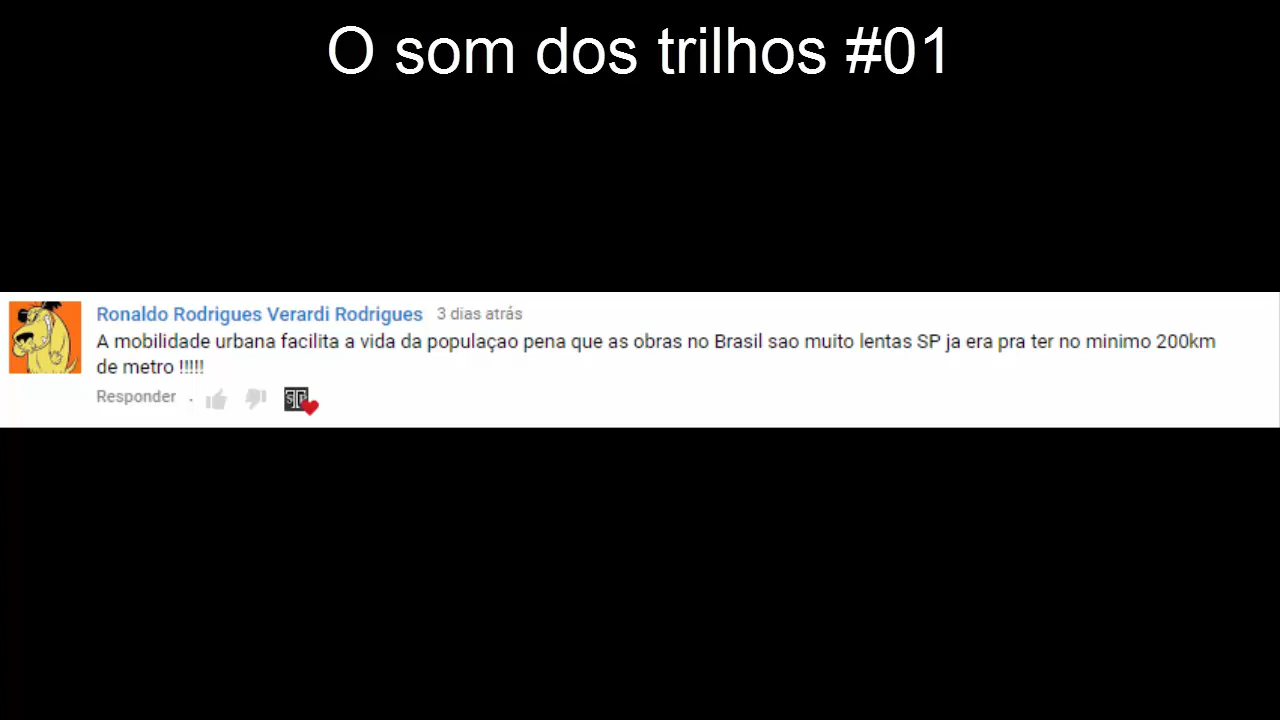 O som dos trilhos #01
Ronaldo Rodrigues Verardi Rodrigues 3 dias atrás
A mobilidade urbana facilita a vida da populaçao pena que as obras no Brasil sao muito lentas SP ja era pra ter no minimo 200km
de metro !!!!!
Responder .